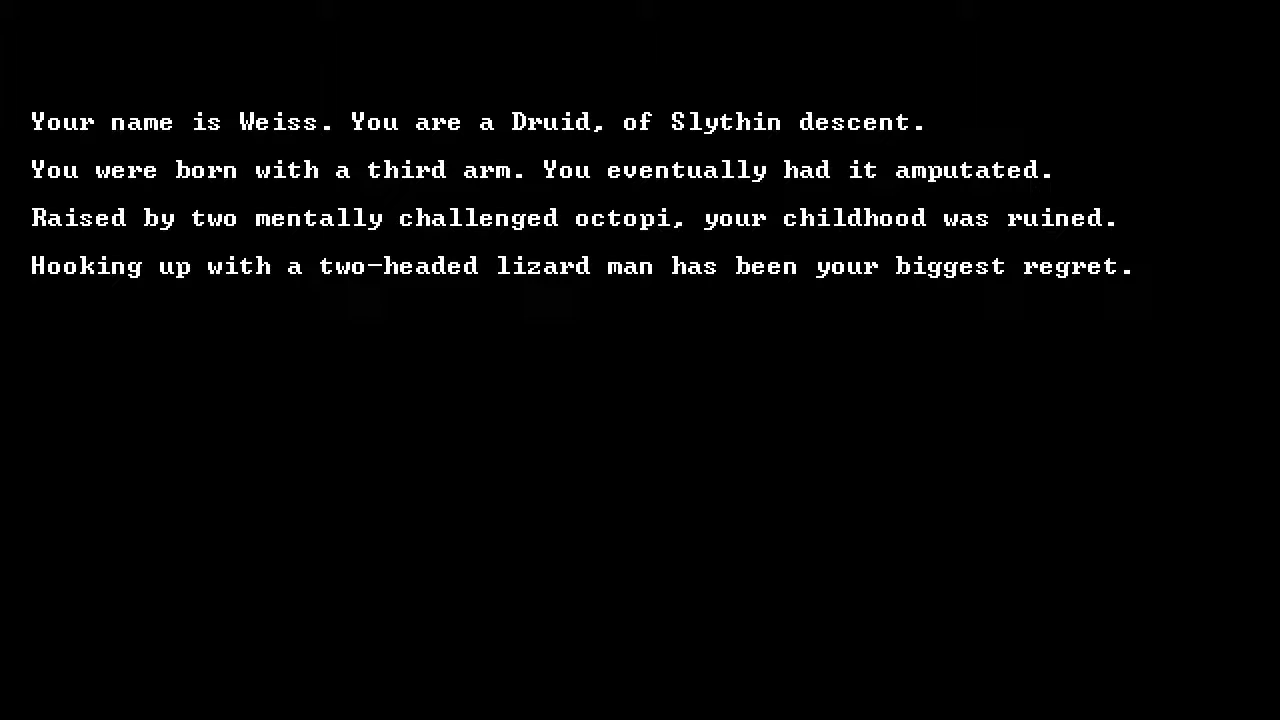 Your name is Weiss. You are a Druid, of Slythin descent.
You were born with a third arm. You eventually had it amputated.
Raised by two mentally challenged octopi, your childhood was ruined.
Hooking up with a two-headed lizard man has been your biggest regret.